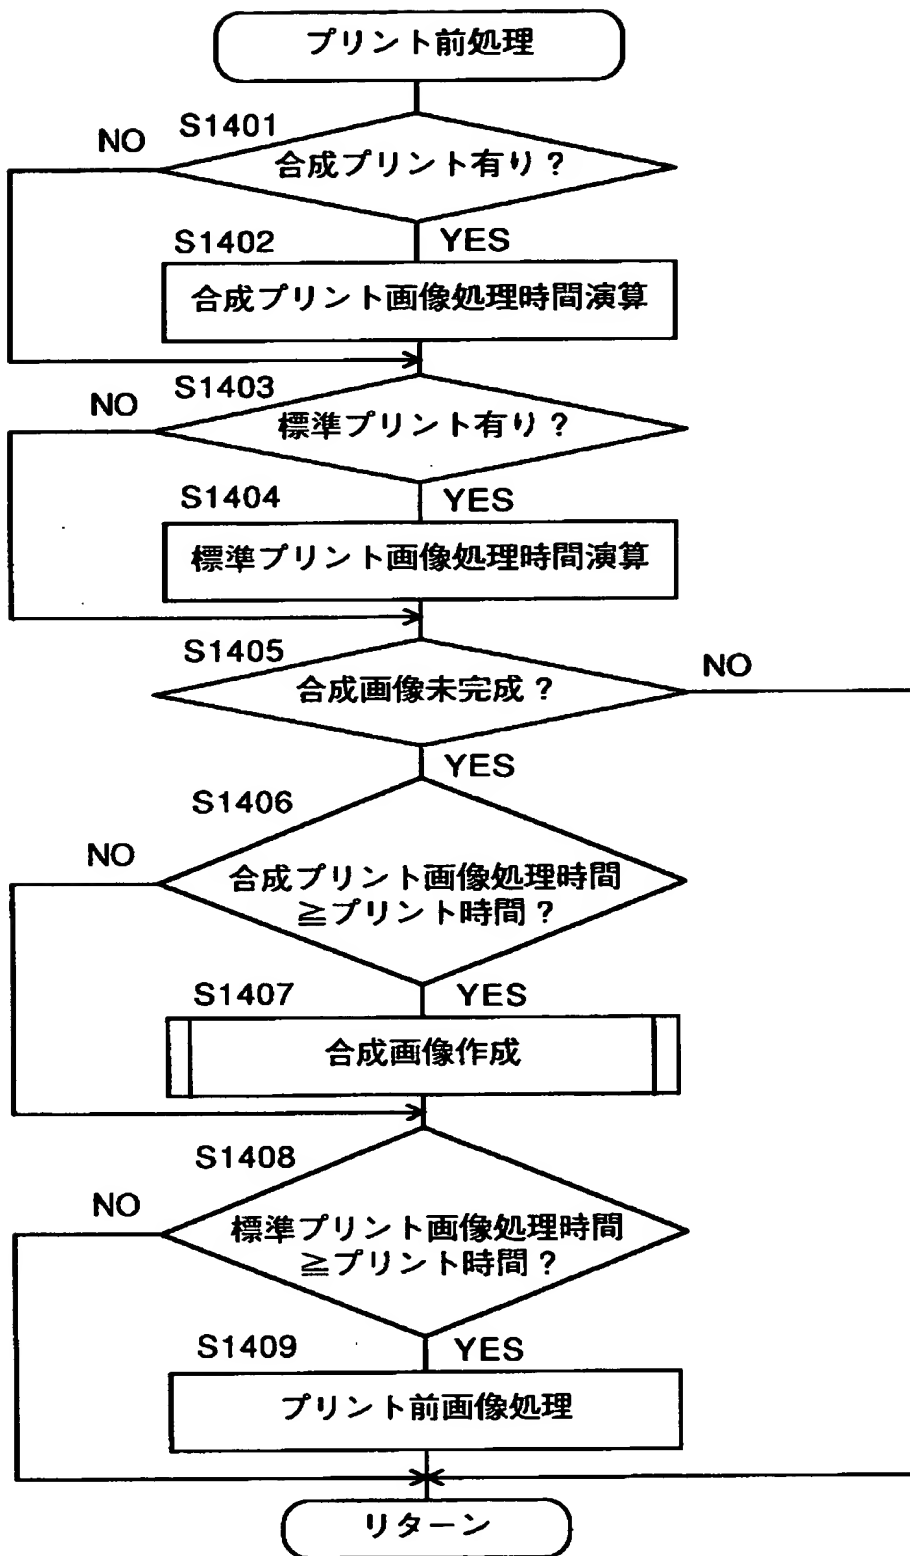 プリント前処理
S1401
NO
合成プリント有り?
S1402
YES
合成プリント画像処理時間演算
S1403
NO
標準プリント有り?
S1404
YES
標準プリント画像処理時間演算
S1405
NO
合成画像未完成?
YES
S1406
NO
合成プリント画像処理時間
≧プリント時間?
S1407
YES
合成画像作成
S1408
NO
標準プリント画像処理時間
≧プリント時間?
S1409
YES
プリント前画像処理
リターン